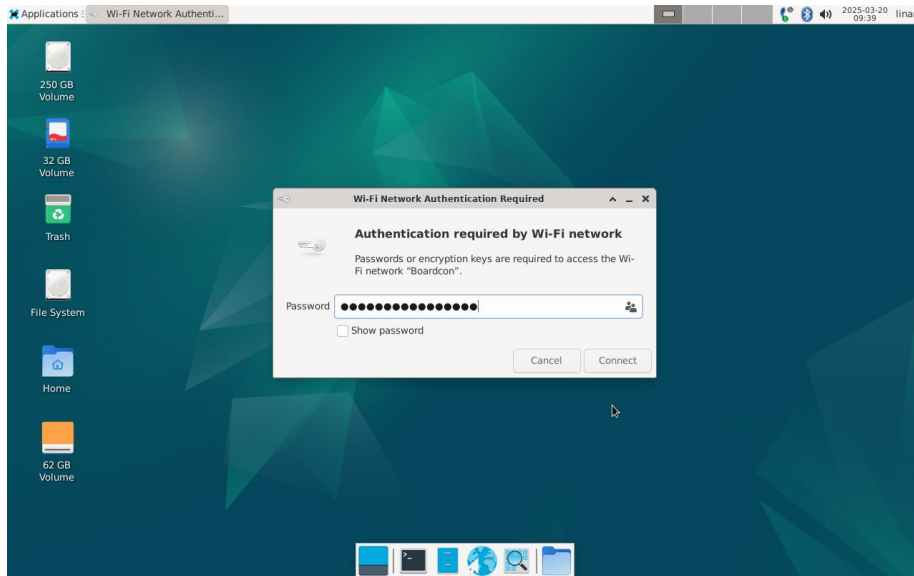 Applications
Wi-Fi Network Authenti...
2025-03-20
09:39
lina
250 GB
Volume
32 GB
Volume
Trash
File System
Home
62 GB
Volume
Wi-Fi Network Authentication Required
Authentication required by Wi-Fi network
Passwords or encryption keys are required to access the Wi-
Fi network “Boardcon”.
Password ●●●●●●●●●●●●●●●●
Show password
Cancel
Connect